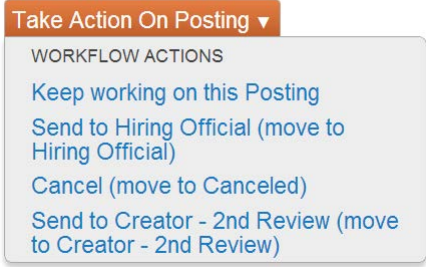 Take Action On Posting ▼
WORKFLOW ACTIONS
Keep working on this Posting
Send to Hiring Official (move to
Hiring Official)
Cancel (move to Canceled)
Send to Creator - 2nd Review (move
to Creator - 2nd Review)